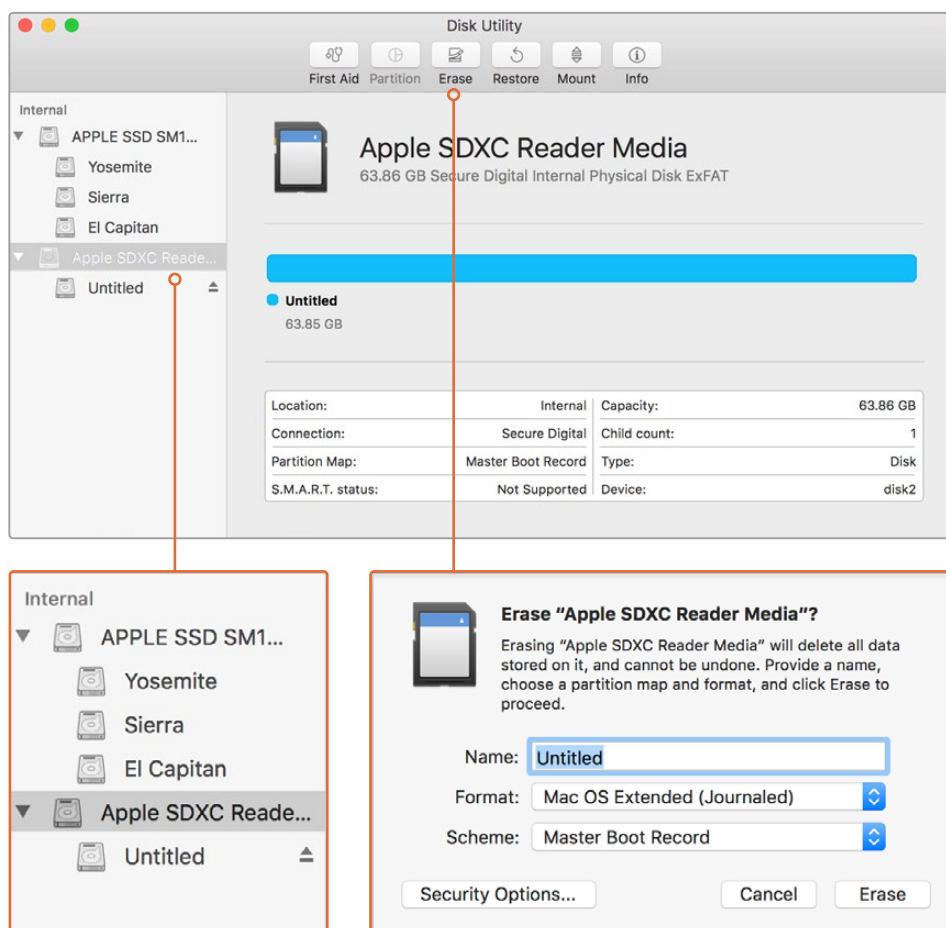 Disk Utility
First Aid Partition Erase Restore Mount Info
Internal
APPLE SSD SM1...
Yosemite
Sierra
El Capitan
Apple SDXC Reade...
Untitled
Apple SDXC Reader Media
63.86 GB Secure Digital Internal Physical Disk ExFAT
Untitled
63.85 GB
Location: Internal Capacity: 63.86 GB
Connection: Secure Digital Child count: 1
Partition Map: Master Boot Record Type: Disk
S.M.A.R.T. status: Not Supported Device: disk2
Internal
APPLE SSD SM1...
Yosemite
Sierra
El Capitan
Apple SDXC Reade...
Untitled
Erase “Apple SDXC Reader Media”?
Erasing “Apple SDXC Reader Media” will delete all data
stored on it, and cannot be undone. Provide a name,
choose a partition map and format, and click Erase to
proceed.
Name: Untitled
Format: Mac OS Extended (Journaled)
Scheme: Master Boot Record
Security Options... Cancel Erase